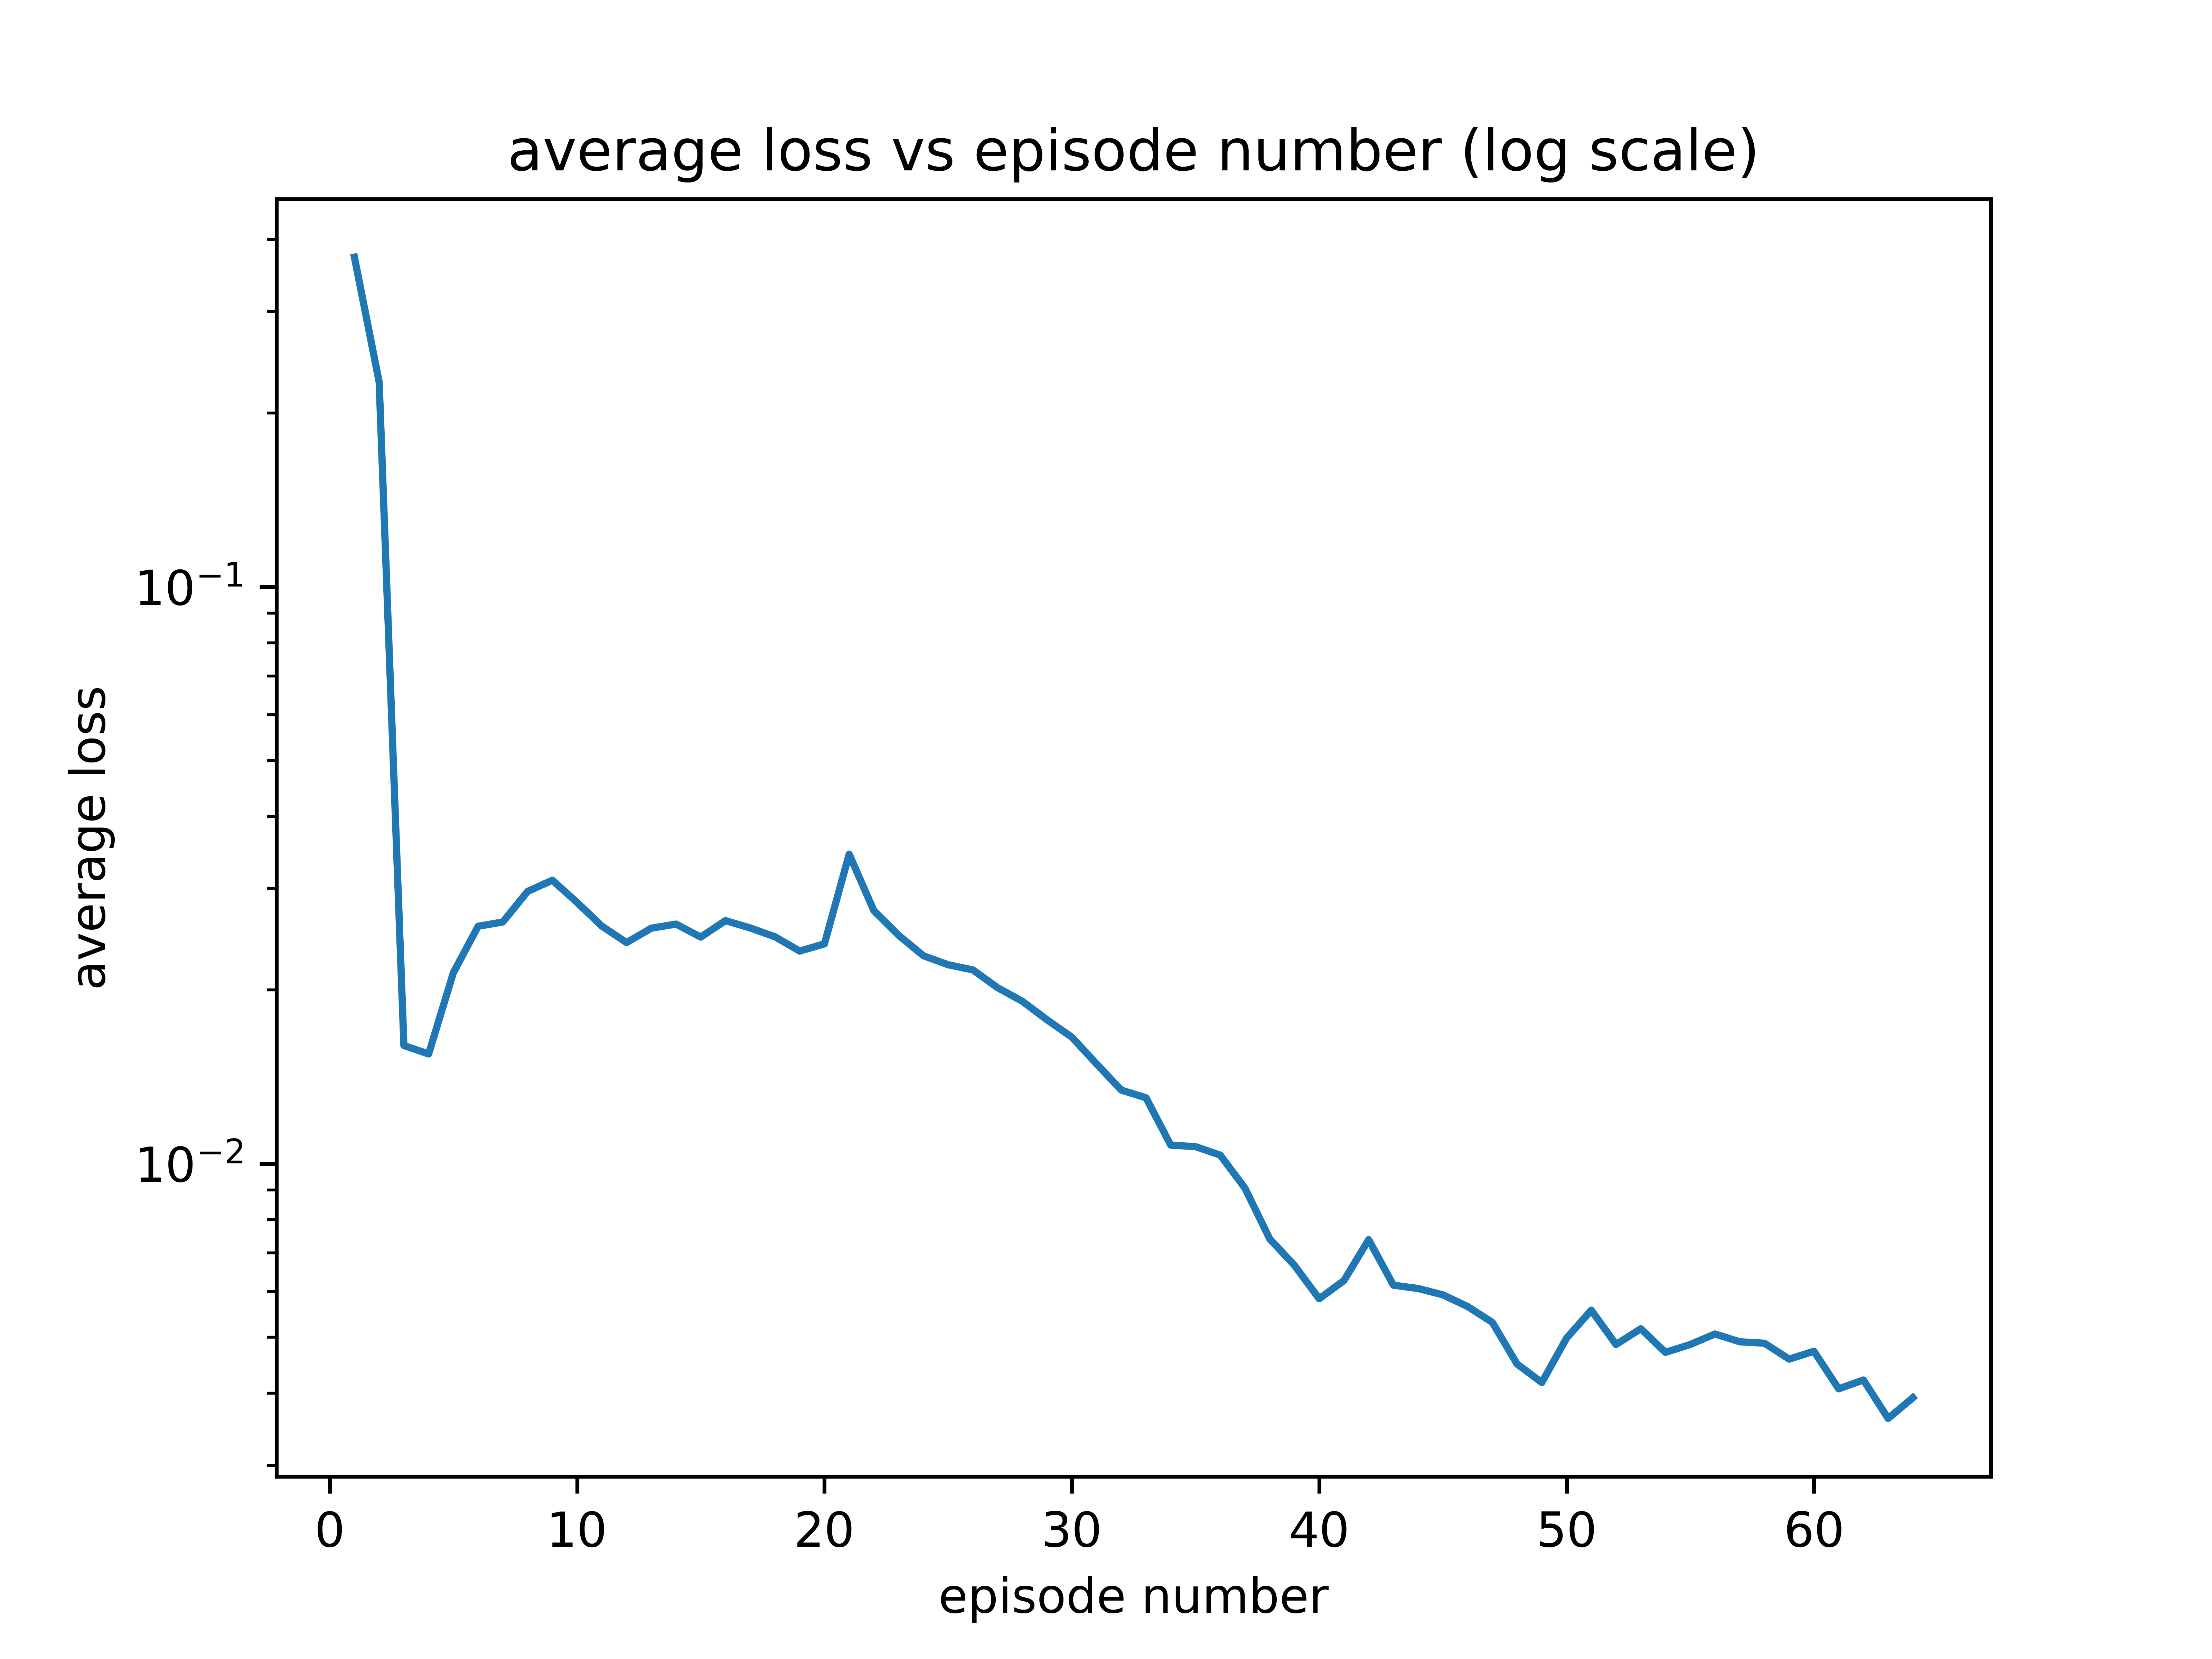 average loss vs episode number (log scale)
average loss
10⁻¹
10⁻²
0 10 20 30 40 50 60
episode number